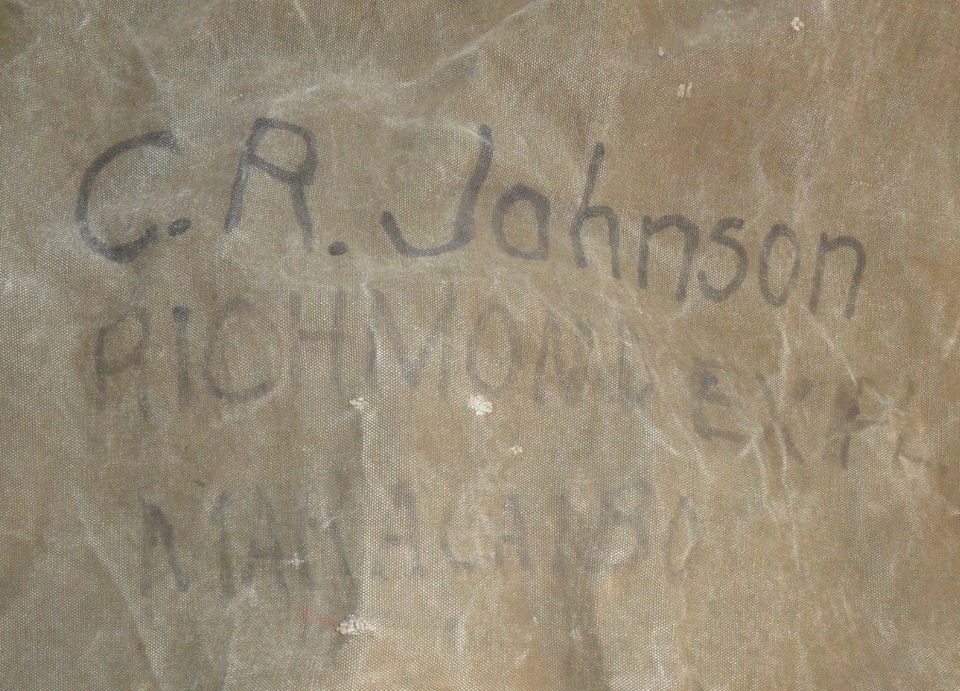 C.R. Johnson
RICHMOND EXPL
MARACAIBO